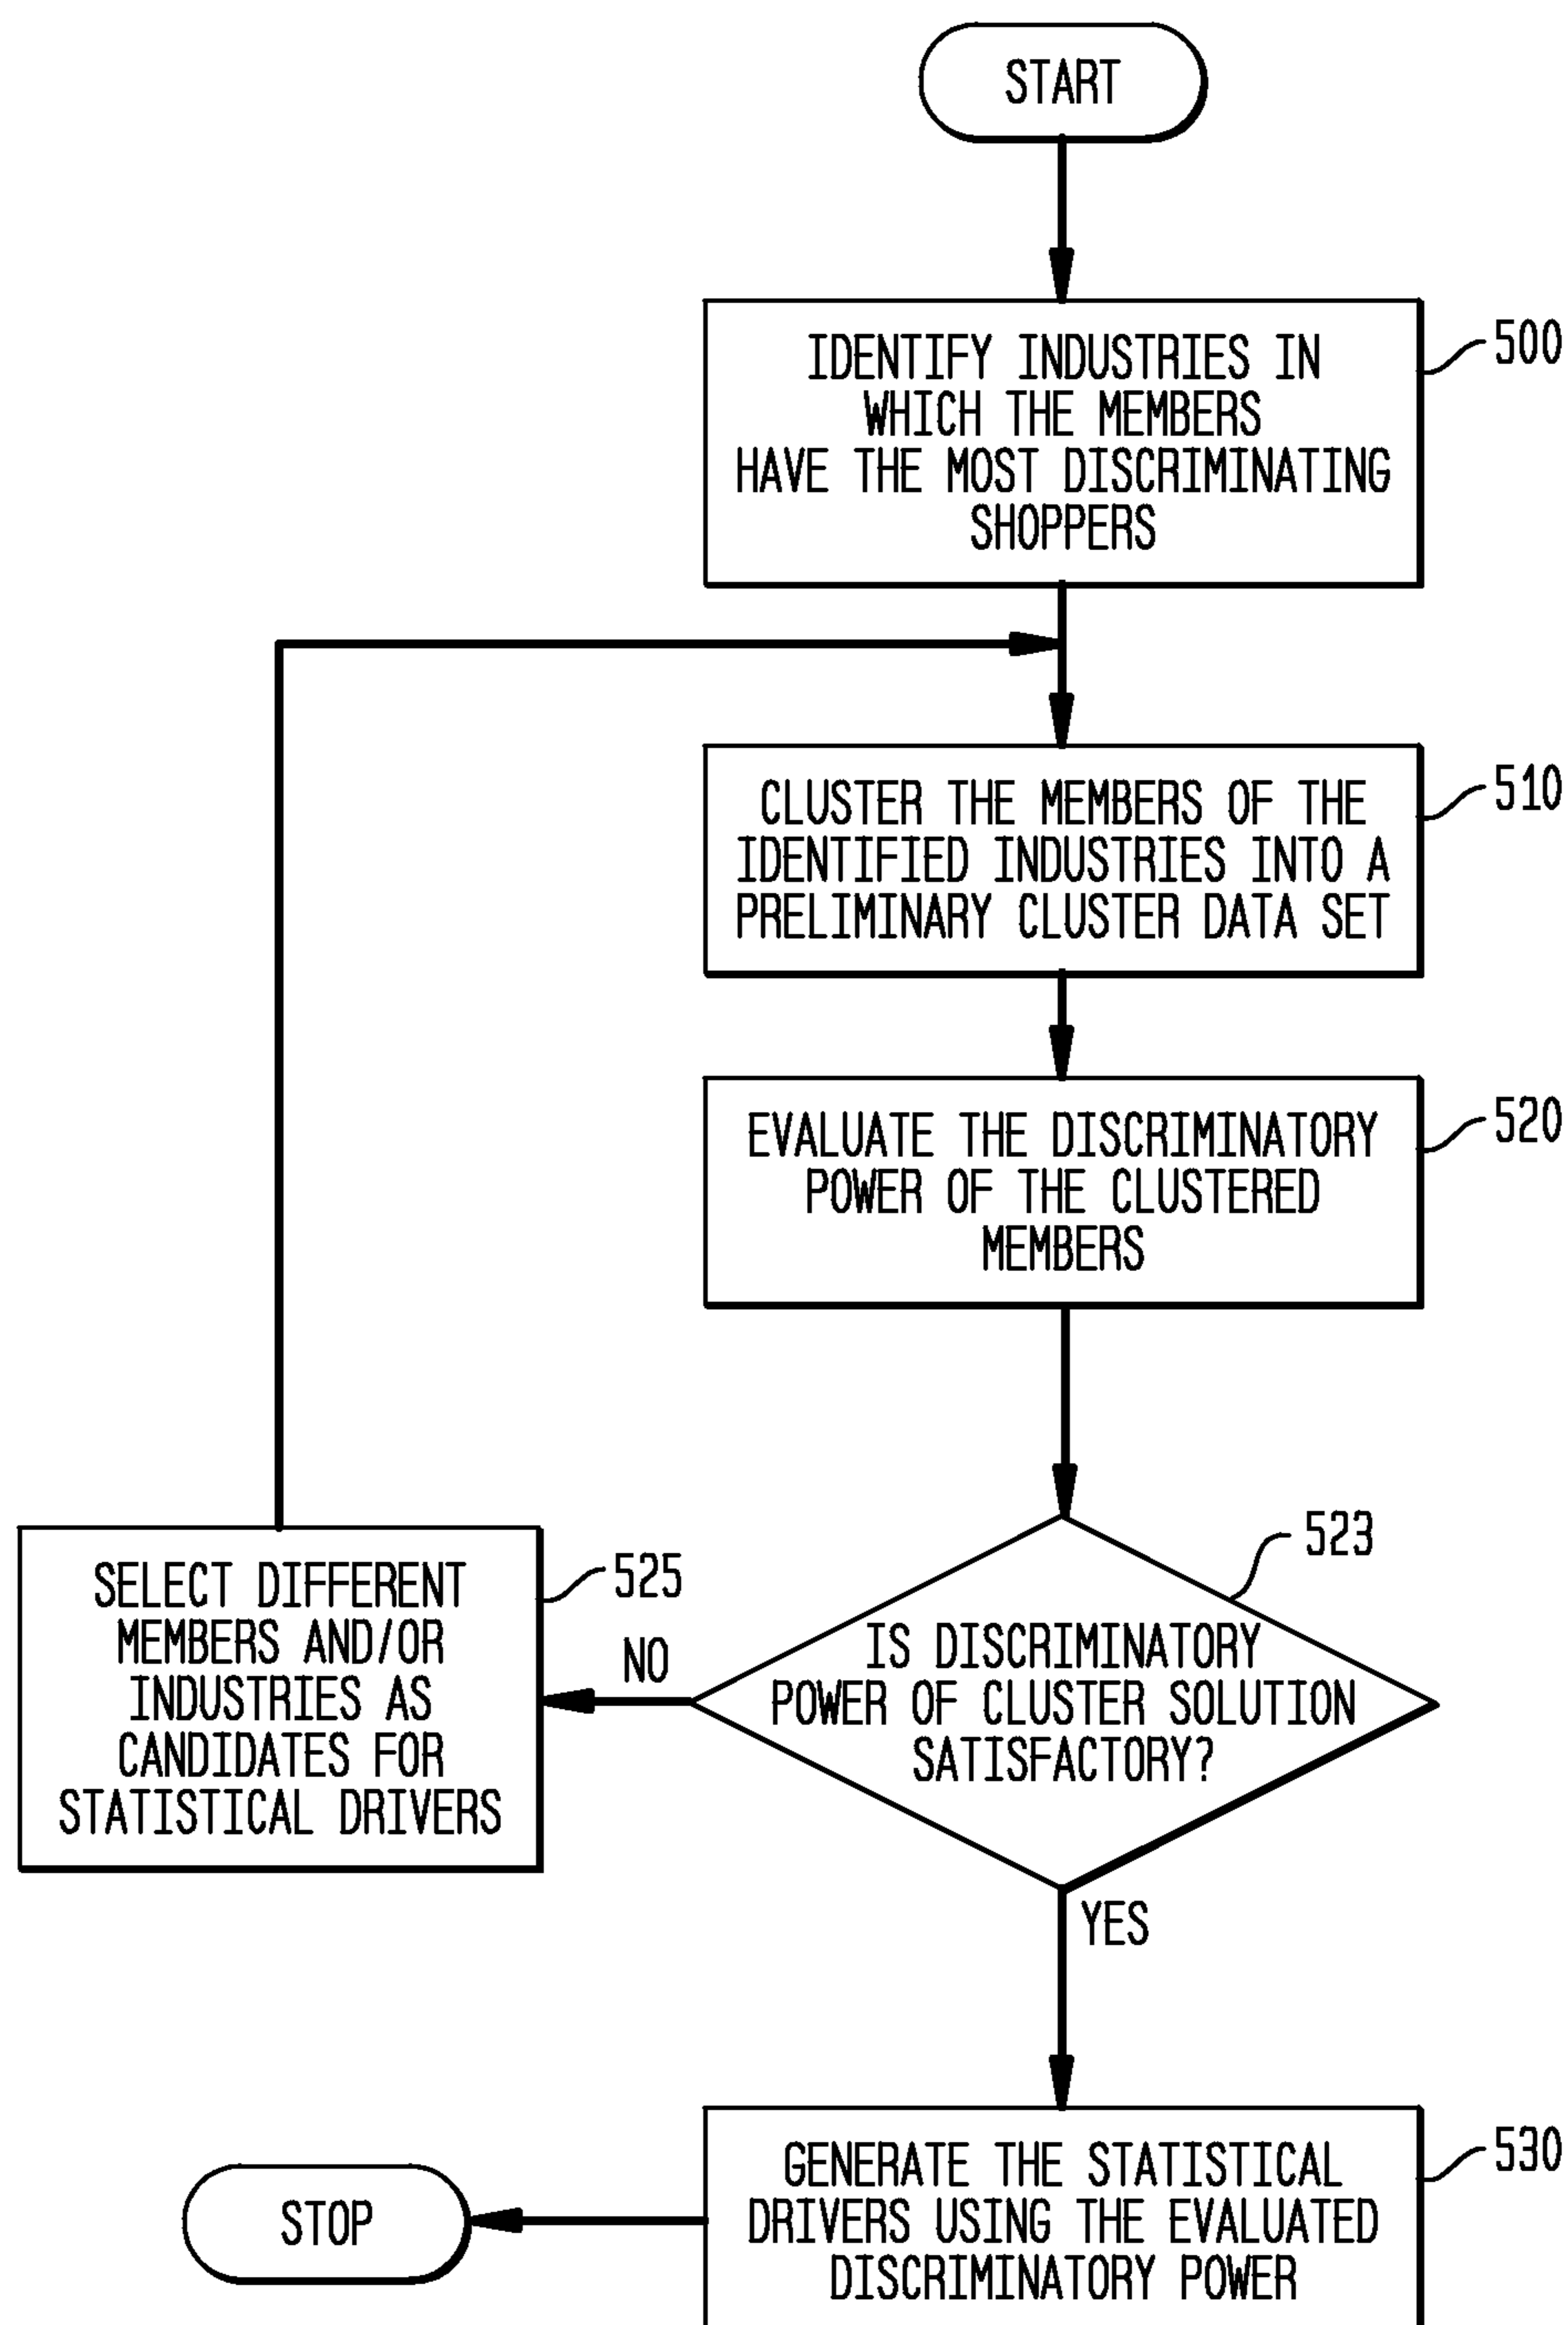 START
IDENTIFY INDUSTRIES IN
WHICH THE MEMBERS
HAVE THE MOST DISCRIMINATING
SHOPPERS
500
CLUSTER THE MEMBERS OF THE
IDENTIFIED INDUSTRIES INTO A
PRELIMINARY CLUSTER DATA SET
510
EVALUATE THE DISCRIMINATORY
POWER OF THE CLUSTERED
MEMBERS
520
IS DISCRIMINATORY
POWER OF CLUSTER SOLUTION
SATISFACTORY?
523
NO
SELECT DIFFERENT
MEMBERS AND/OR
INDUSTRIES AS
CANDIDATES FOR
STATISTICAL DRIVERS
525
YES
GENERATE THE STATISTICAL
DRIVERS USING THE EVALUATED
DISCRIMINATORY POWER
530
STOP